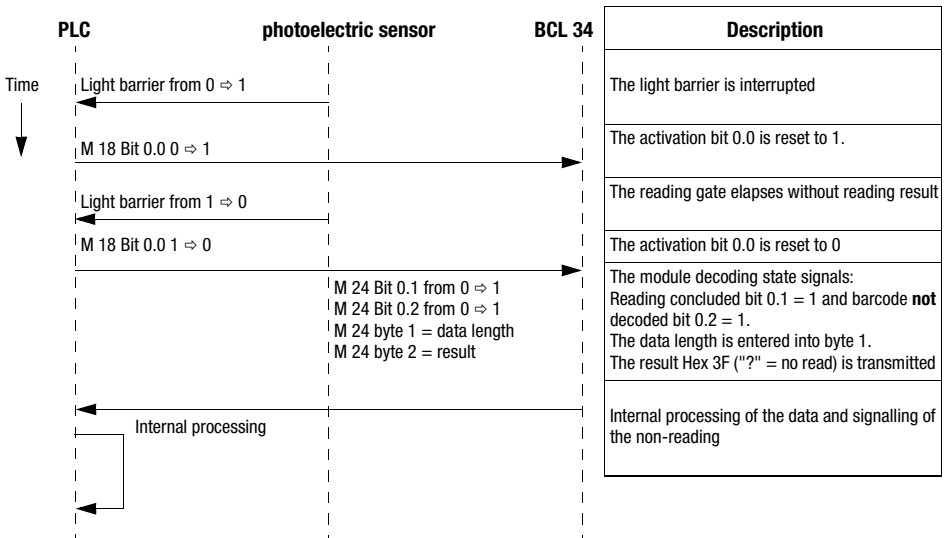 PLC photoelectric sensor BCL 34 Description
Time
Light barrier from 0 ⇨ 1
The light barrier is interrupted
M 18 Bit 0.0 0 ⇨ 1
The activation bit 0.0 is reset to 1.
Light barrier from 1 ⇨ 0
The reading gate elapses without reading result
M 18 Bit 0.0 1 ⇨ 0
The activation bit 0.0 is reset to 0
M 24 Bit 0.1 from 0 ⇨ 1
M 24 Bit 0.2 from 0 ⇨ 1
M 24 byte 1 = data length
M 24 byte 2 = result
The module decoding state signals:
Reading concluded bit 0.1 = 1 and barcode not
decoded bit 0.2 = 1.
The data length is entered into byte 1.
The result Hex 3F ("?" = no read) is transmitted
Internal processing
Internal processing of the data and signalling of
the non-reading